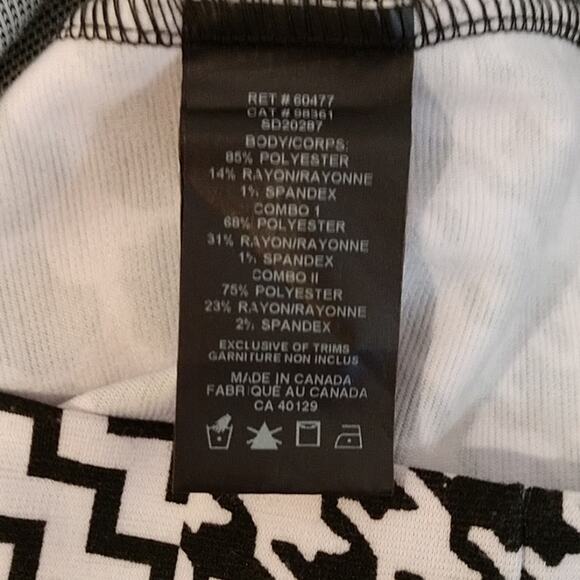 RET # 60477
CAT # 98361
SD20287
BODY/CORPS:
85% POLYESTER
14% RAYON/RAYONNE
1% SPANDEX
COMBO 1
68% POLYESTER
31% RAYON/RAYONNE
1% SPANDEX
COMBO II
75% POLYESTER
23% RAYON/RAYONNE
2% SPANDEX
EXCLUSIVE OF TRIMS
GARNITURE NON INCLUS
MADE IN CANADA
FABRIQUÉ AU CANADA
CA 40129